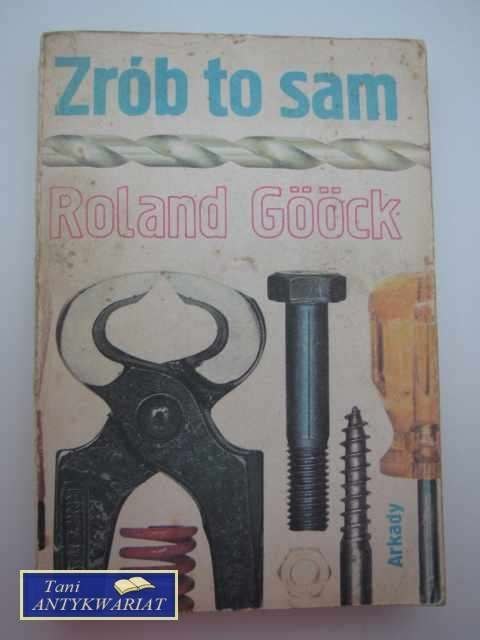 Zrób to sam
Roland Gööck
Arkady
Tani
ANTYKWARIAT